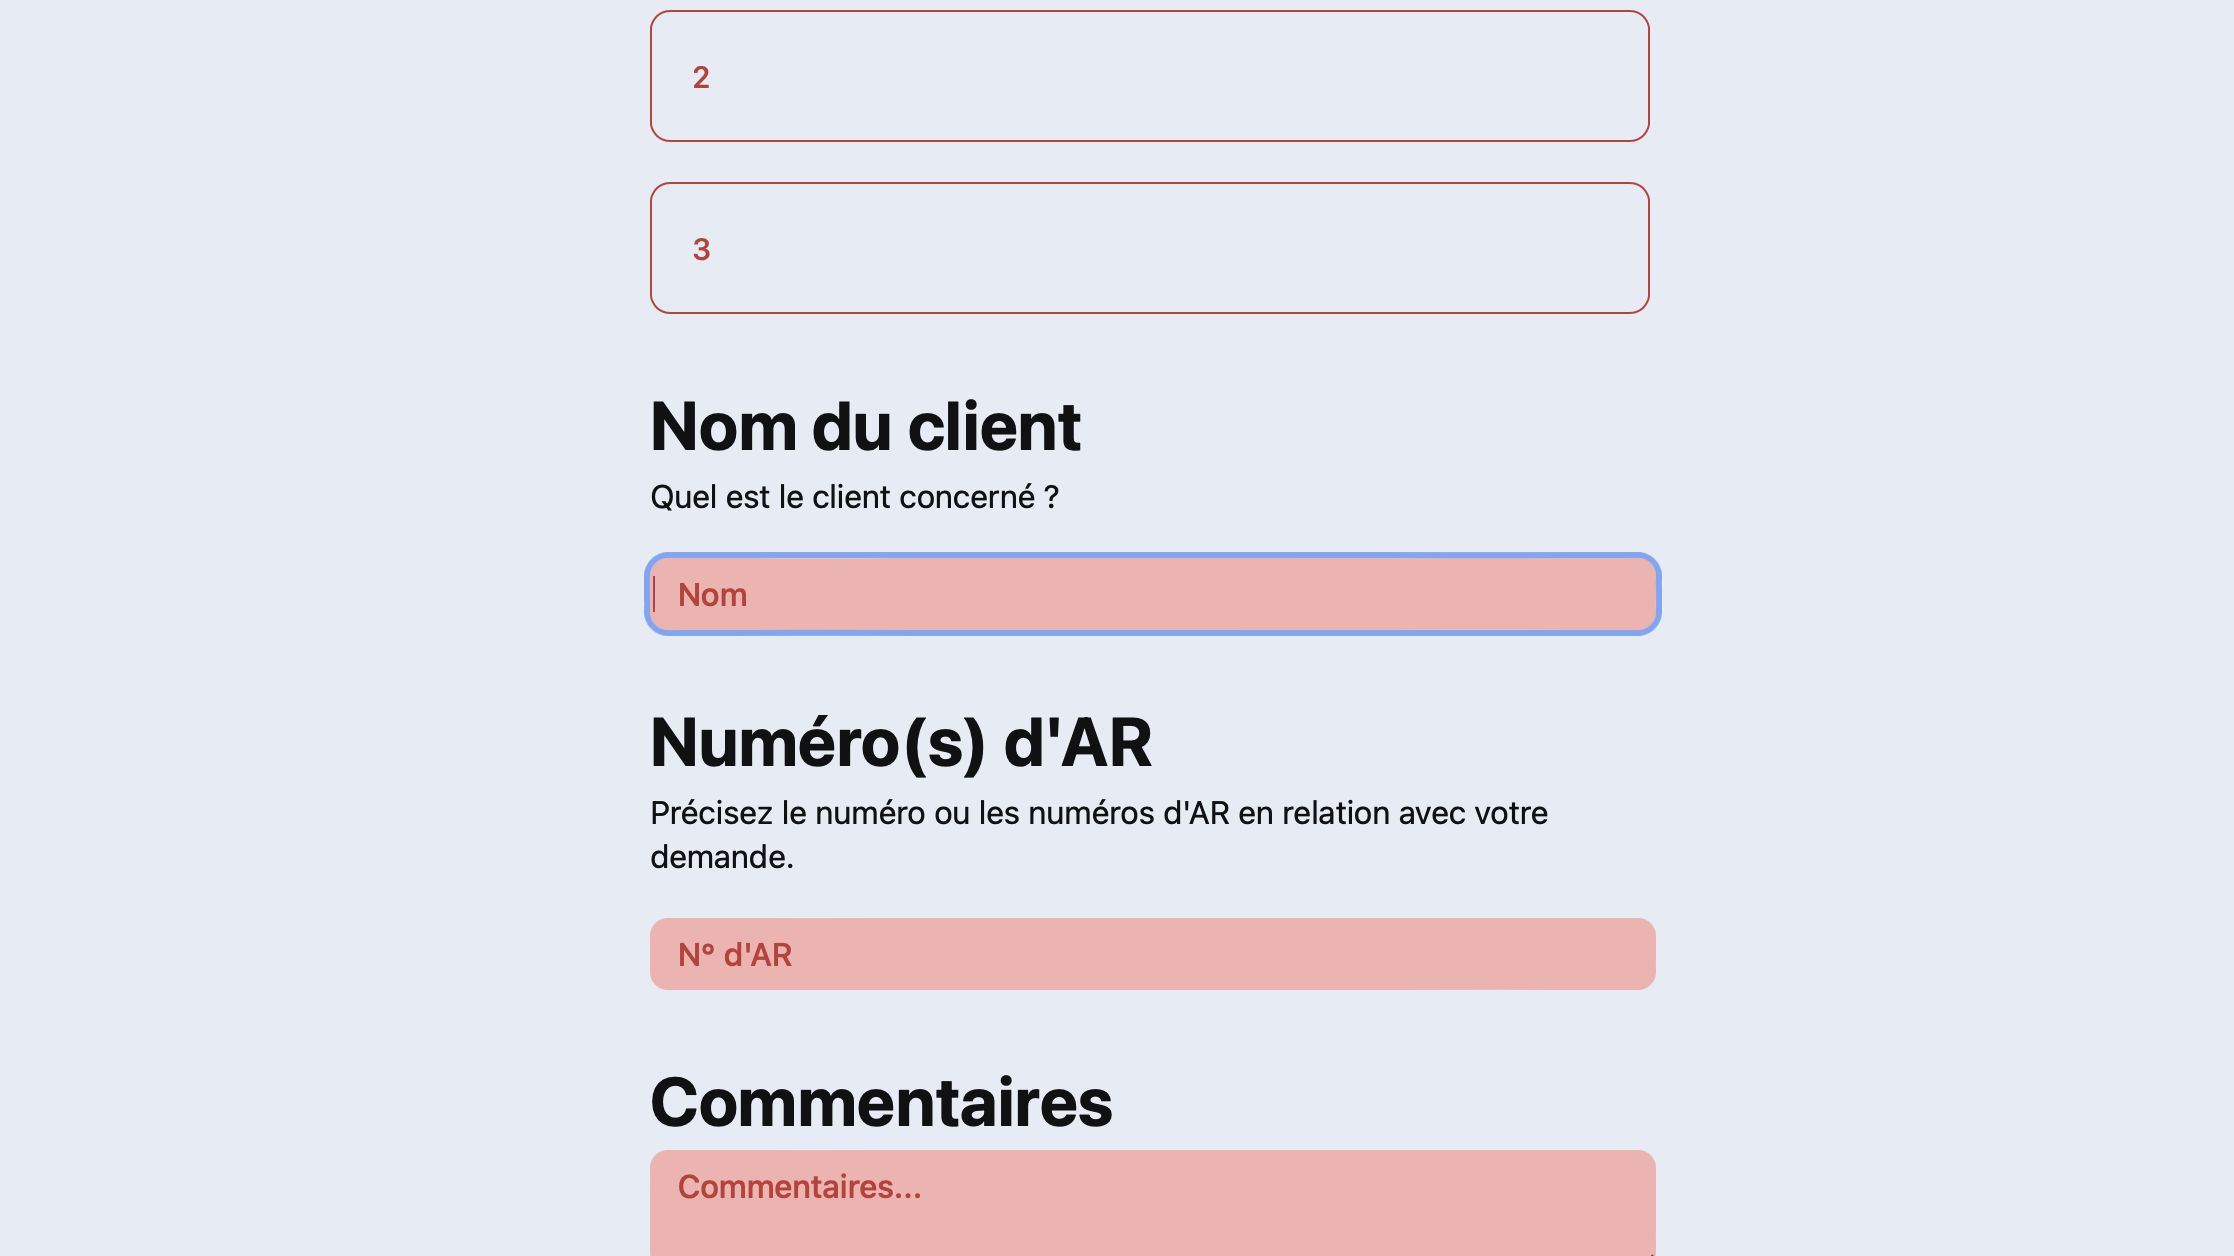 2
3
Nom du client
Quel est le client concerné ?
Nom
Numéro(s) d'AR
Précisez le numéro ou les numéros d'AR en relation avec votre
demande.
N° d'AR
Commentaires
Commentaires...